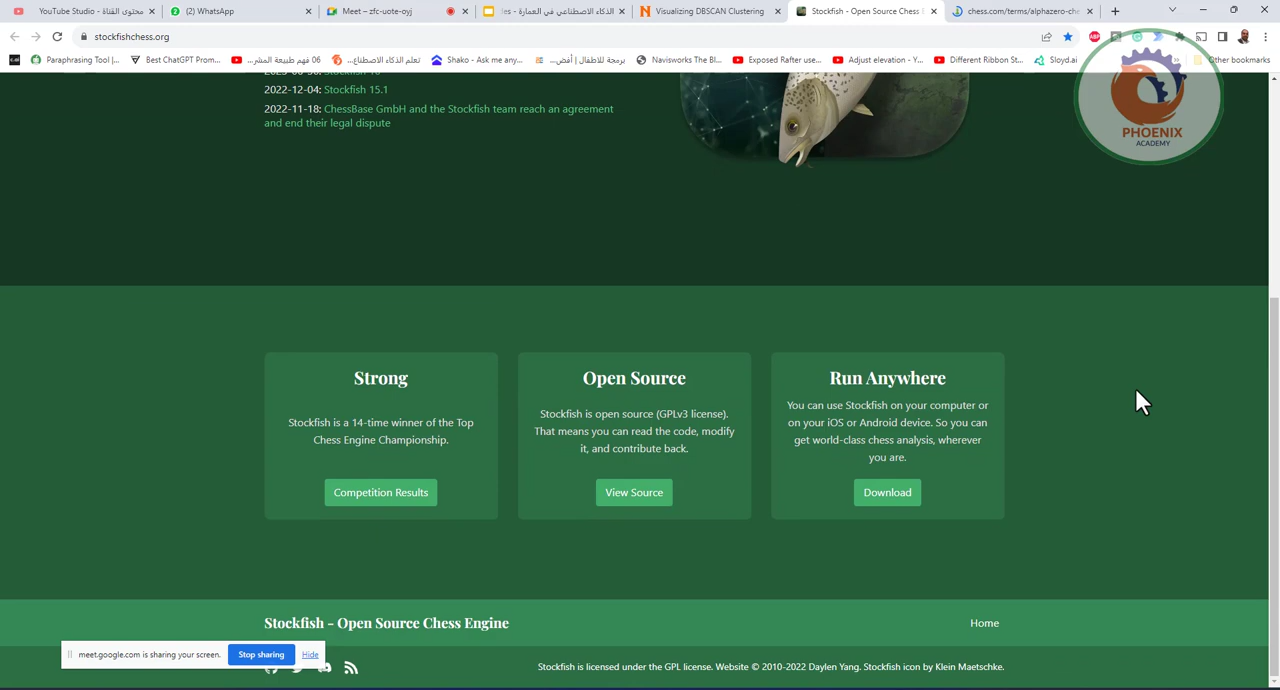 YouTube Studio - محتوى القناة
(2) WhatsApp
Meet – zfc-uote-oyj
الذكاء الاصطناعي في العمارة - les
Visualizing DBSCAN Clustering
Stockfish - Open Source Chess E
chess.com/terms/alphazero-che
stockfishchess.org
Paraphrasing Tool |...
Best ChatGPT Prom...
06 فهم طبيعة المشر...
تعلم الذكاء الاصطناع...
Shako - Ask me any...
برمجة للاطفال | أفض...
Navisworks The Bl...
Exposed Rafter use...
Adjust elevation - Y...
Different Ribbon St...
Sloyd.ai
Other bookmarks
Stockfish 16
2022-12-04: Stockfish 15.1
2022-11-18: ChessBase GmbH and the Stockfish team reach an agreement
and end their legal dispute
PHOENIX
ACADEMY
Strong
Stockfish is a 14-time winner of the Top
Chess Engine Championship.
Competition Results
Open Source
Stockfish is open source (GPLv3 license).
That means you can read the code, modify
it, and contribute back.
View Source
Run Anywhere
You can use Stockfish on your computer or
on your iOS or Android device. So you can
get world-class chess analysis, wherever
you are.
Download
Stockfish - Open Source Chess Engine
Home
meet.google.com is sharing your screen.
Stop sharing
Hide
Stockfish is licensed under the GPL license. Website © 2010-2022 Daylen Yang. Stockfish icon by Klein Maetschke.